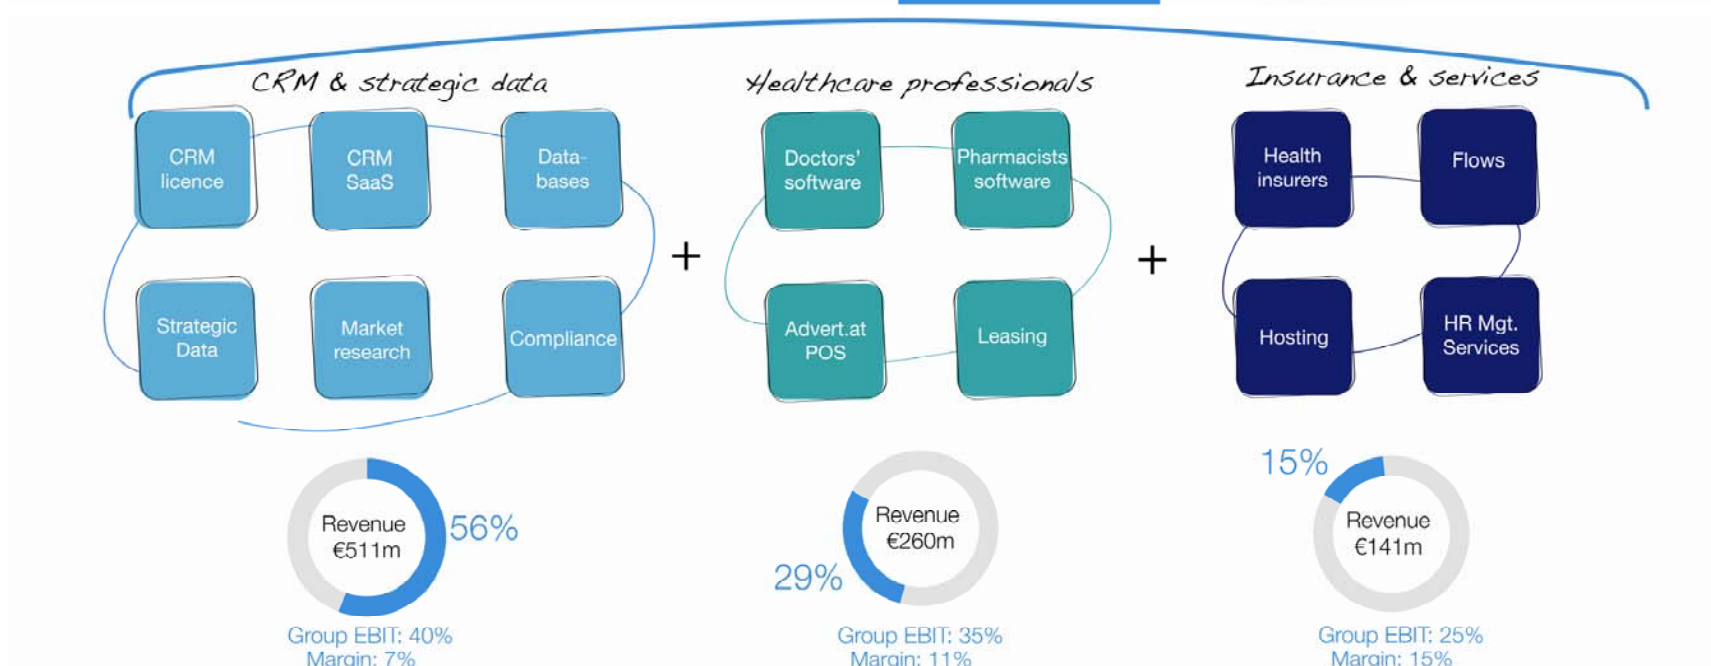 CRM & strategic data
CRM
licence
CRM
SaaS
Data-
bases
Strategic
Data
Market
research
Compliance
Revenue
€511m
56%
Group EBIT: 40%
Margin: 7%
+
Healthcare professionals
Doctors'
software
Pharmacists
software
Advert.at
POS
Leasing
Revenue
€260m
29%
Group EBIT: 35%
Margin: 11%
+
Insurance & services
Health
insurers
Flows
Hosting
HR Mgt.
Services
15%
Revenue
€141m
Group EBIT: 25%
Margin: 15%